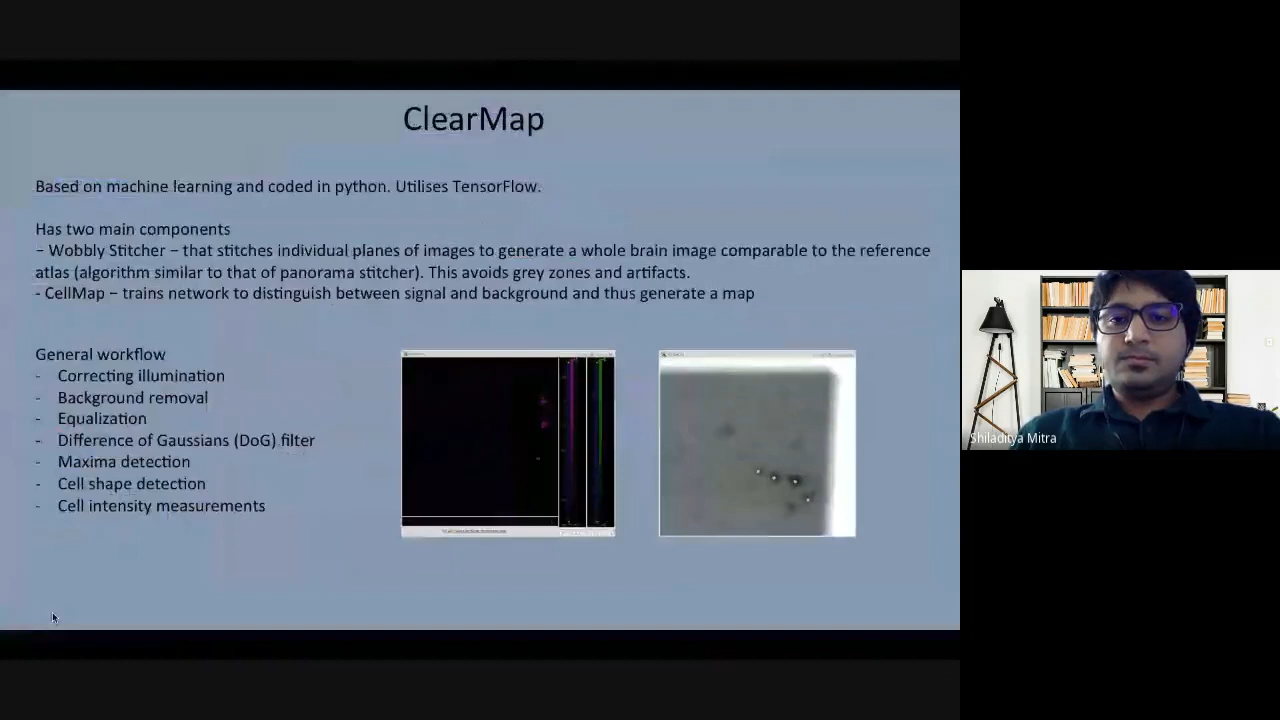 ClearMap
Based on machine learning and coded in python. Utilises TensorFlow.
Has two main components
– Wobbly Stitcher – that stitches individual planes of images to generate a whole brain image comparable to the reference
atlas (algorithm similar to that of panorama stitcher). This avoids grey zones and artifacts.
- CellMap – trains network to distinguish between signal and background and thus generate a map
General workflow
- Correcting illumination
- Background removal
- Equalization
- Difference of Gaussians (DoG) filter
- Maxima detection
- Cell shape detection
- Cell intensity measurements
Shiladitya Mitra